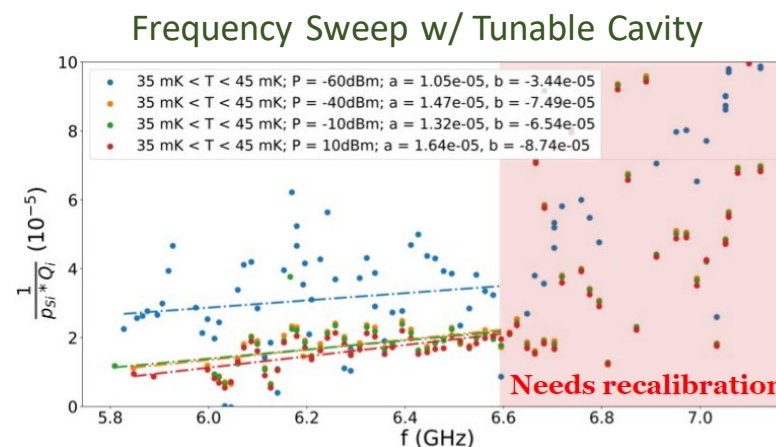 Frequency Sweep w/ Tunable Cavity
10
35 mK < T < 45 mK; P = -60dBm; a = 1.05e-05, b = -3.44e-05
35 mK < T < 45 mK; P = -40dBm; a = 1.47e-05, b = -7.49e-05
35 mK < T < 45 mK; P = -10dBm; a = 1.32e-05, b = -6.54e-05
35 mK < T < 45 mK; P = 10dBm; a = 1.64e-05, b = -8.74e-05
8
6
4
2
0
1
p_Si*Q_i (10^-5)
Needs recalibration
5.8 6.0 6.2 6.4 6.6 6.8 7.0
f (GHz)